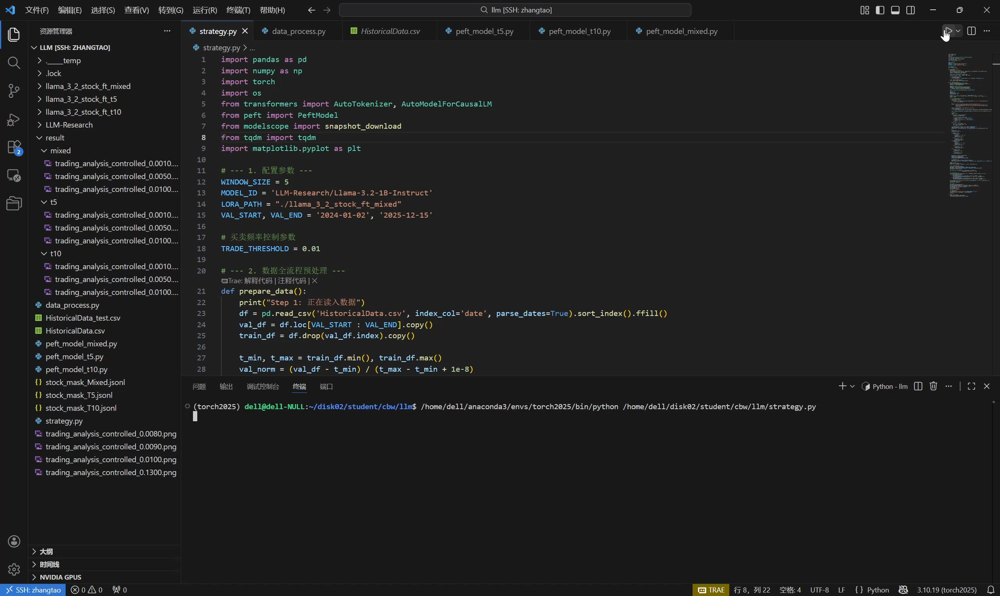 文件(F) 编辑(E) 选择(S) 查看(V) 转到(G) 运行(R) 终端(T) 帮助(H)
llm [SSH: zhangtao]
资源管理器
LLM [SSH: ZHANGTAO]
.____temp
.lock
llama_3_2_stock_ft_mixed
llama_3_2_stock_ft_t5
llama_3_2_stock_ft_t10
LLM-Research
result
mixed
trading_analysis_controlled_0.0010....
trading_analysis_controlled_0.0050....
trading_analysis_controlled_0.0100....
t5
trading_analysis_controlled_0.0010....
trading_analysis_controlled_0.0050....
trading_analysis_controlled_0.0100....
t10
trading_analysis_controlled_0.0010....
trading_analysis_controlled_0.0050....
trading_analysis_controlled_0.0100....
data_process.py
HistoricalData_test.csv
HistoricalData.csv
peft_model_mixed.py
peft_model_t5.py
peft_model_t10.py
stock_mask_Mixed.jsonl
stock_mask_T5.jsonl
stock_mask_T10.jsonl
strategy.py
trading_analysis_controlled_0.0080.png
trading_analysis_controlled_0.0090.png
trading_analysis_controlled_0.0100.png
trading_analysis_controlled_0.1300.png
大纲
时间线
NVIDIA GPUS
2
strategy.py data_process.py HistoricalData.csv peft_model_t5.py peft_model_t10.py peft_model_mixed.py
strategy.py > ...
1 import pandas as pd
2 import numpy as np
3 import torch
4 import os
5 from transformers import AutoTokenizer, AutoModelForCausalLM
6 from peft import PeftModel
7 from modelscope import snapshot_download
8 from tqdm import tqdm
9 import matplotlib.pyplot as plt
10
11 # --- 1. 配置参数 ---
12 WINDOW_SIZE = 5
13 MODEL_ID = 'LLM-Research/Llama-3.2-1B-Instruct'
14 LORA_PATH = "./llama_3_2_stock_ft_mixed"
15 VAL_START, VAL_END = '2024-01-02', '2025-12-15'
16
17 # 买卖频率控制参数
18 TRADE_THRESHOLD = 0.01
19
20 # --- 2. 数据全流程预处理 ---
Trae: 解释代码 | 注释代码 | ×
21 def prepare_data():
22 print("Step 1: 正在读入数据")
23 df = pd.read_csv('HistoricalData.csv', index_col='date', parse_dates=True).sort_index().ffill()
24 val_df = df.loc[VAL_START : VAL_END].copy()
25 train_df = df.drop(val_df.index).copy()
26
27 t_min, t_max = train_df.min(), train_df.max()
28 val_norm = (val_df - t_min) / (t_max - t_min + 1e-8)
问题 输出 调试控制台 终端 端口
Python - llm
(torch2025) dell@dell-NULL:~/disk02/student/cbw/llm$ /home/dell/anaconda3/envs/torch2025/bin/python /home/dell/disk02/student/cbw/llm/strategy.py
SSH: zhangtao 0 0 0
TRAE 行 8，列 22 空格: 4 UTF-8 LF {} Python 3.10.19 (torch2025)